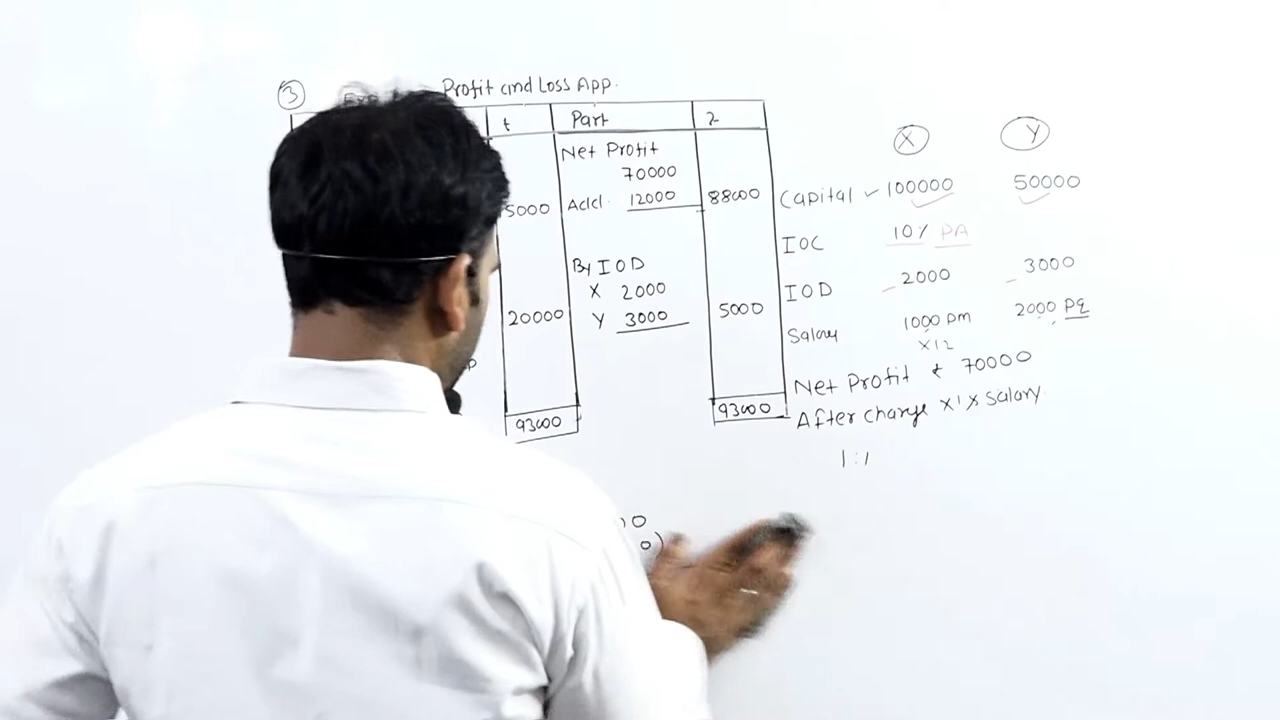 3 Profit and Loss App.
t Part ₹
Net Profit
70000
5000 Add. 12000 88000
By IOD
X 2000
20000 Y 3000 5000
93000 93000
X Y
Capital 100000 50000
IOC 10% PA
IOD 2000 3000
Salary 1000 pm 2000 PQ
X12
Net Profit ₹ 70000
After charge X'x Salary
1:1